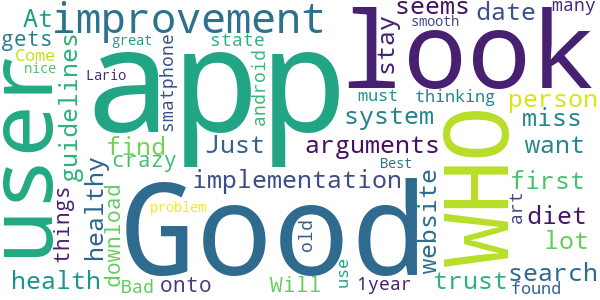 At
improvement
seems
date
many
gets
great
state
look
smooth
Come
nice
Lario
app
stay
must
thinking
person
user
guidelines
smatphone
androide
system
WHO
miss
find
Just
arguments
want
crazy
Best
things
healthy
download
Good
implementation
website
first
problem
old
art
diet
lot
health
Bad
onto
Will
use
1year
trust
search
found